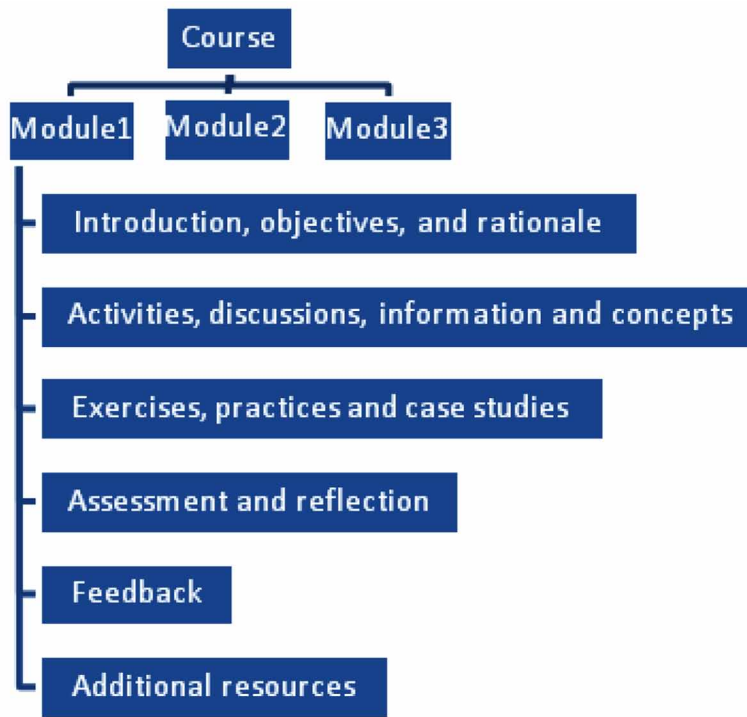 Course
Module1
Module2
Module3
Introduction, objectives, and rationale
Activities, discussions, information and concepts
Exercises, practices and case studies
Assessment and reflection
Feedback
Additional resources